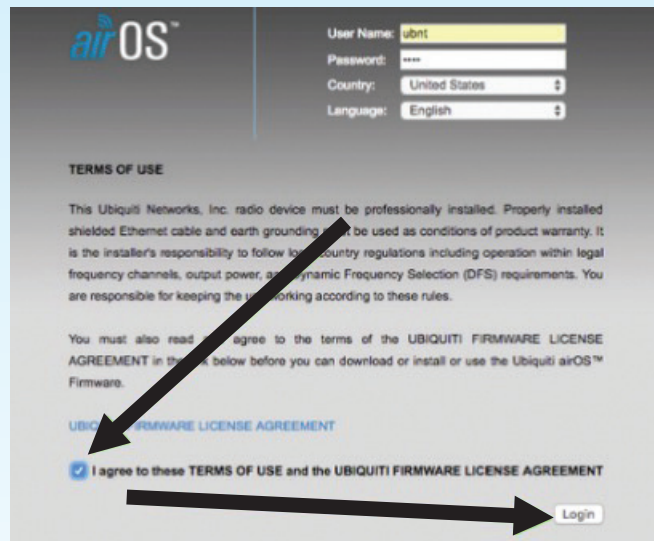 airOS™
User Name: ubnt
Password: ••••
Country: United States
Language: English
TERMS OF USE
This Ubiquiti Networks, Inc. radio device must be professionally installed. Properly installed
shielded Ethernet cable and earth grounding be used as conditions of product warranty. It
is the installer's responsibility to follow country regulations including operation within legal
frequency channels, output power, Dynamic Frequency Selection (DFS) requirements. You
are responsible for keeping the working according to these rules.
You must also read agree to the terms of the UBIQUITI FIRMWARE LICENSE
AGREEMENT in the below before you can download or install or use the Ubiquiti airOS™
Firmware.
UBIQUITI FIRMWARE LICENSE AGREEMENT
I agree to these TERMS OF USE and the UBIQUITI FIRMWARE LICENSE AGREEMENT
Login